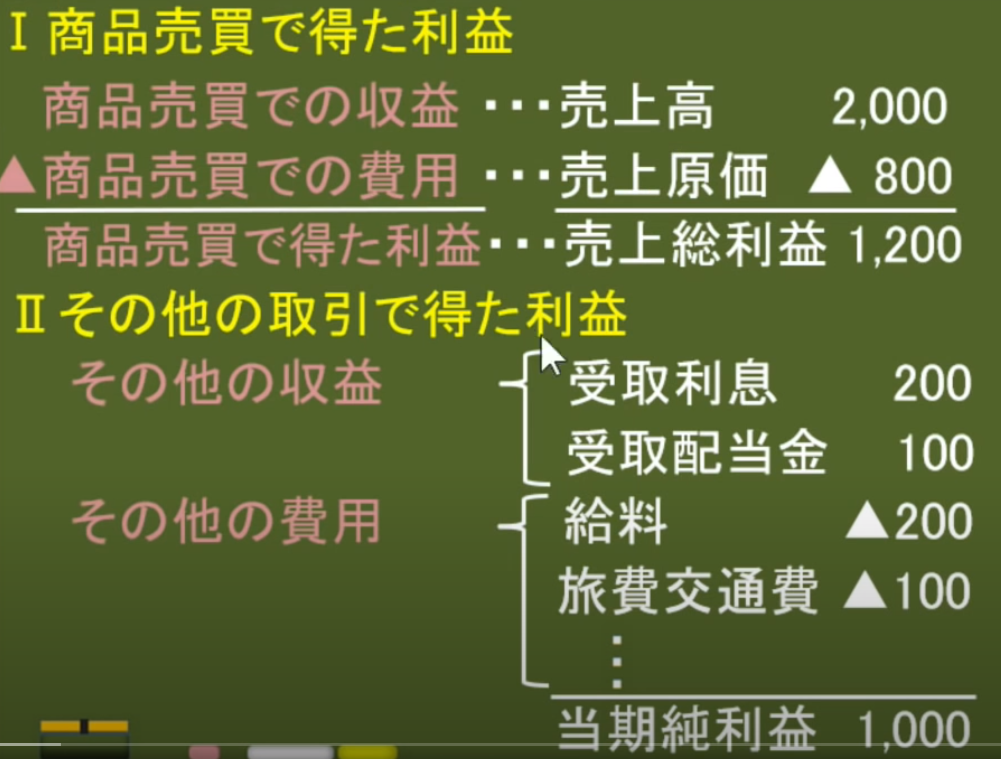 Ⅰ商品売買で得た利益
商品売買での収益 ･･･売上高 2,000
▲商品売買での費用 ･･･売上原価 ▲ 800
商品売買で得た利益･･･売上総利益 1,200
Ⅱその他の取引で得た利益
その他の収益 受取利息 200
受取配当金 100
その他の費用 給料 ▲200
旅費交通費 ▲100
⋮
当期純利益 1,000